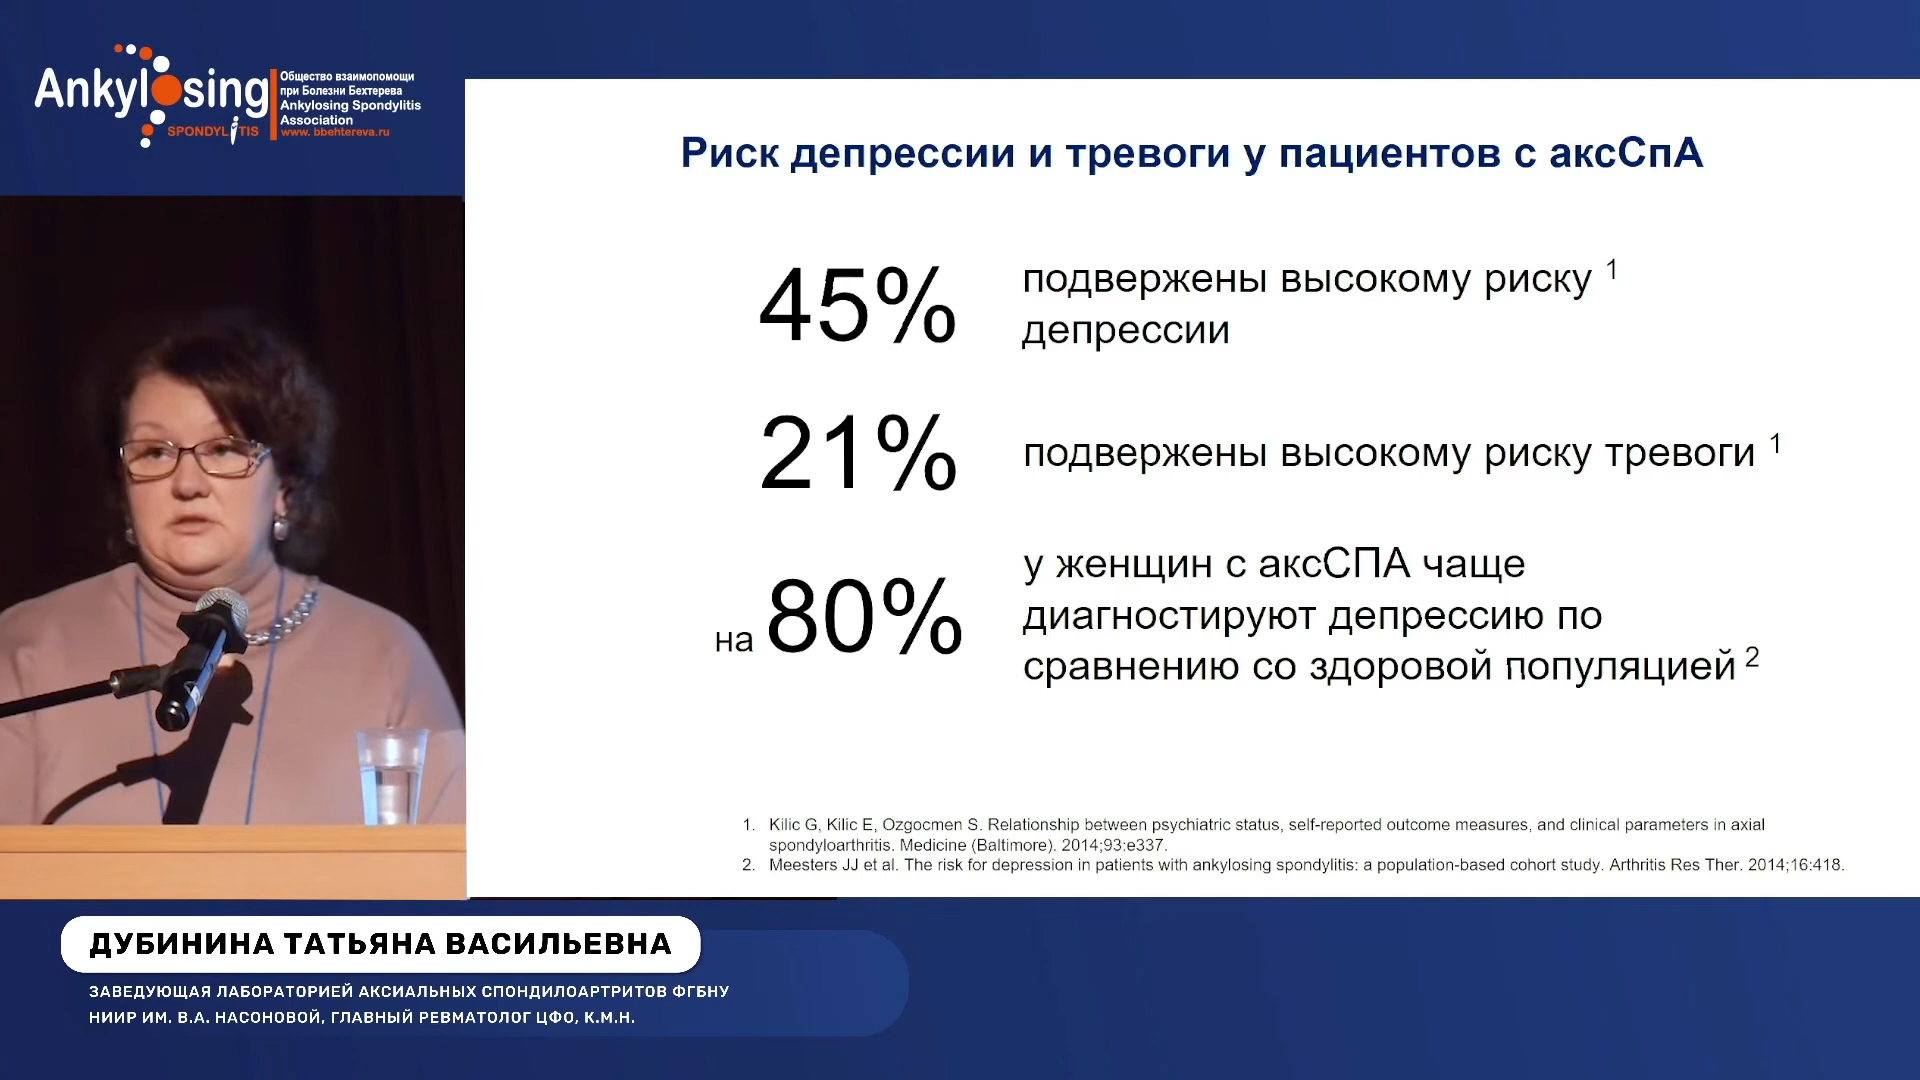 Ankylosing
SPONDYLITIS
Общество взаимопомощи
при Болезни Бехтерева
Ankylosing Spondylitis
Association
www. bbehtereva.ru
Риск депрессии и тревоги у пациентов с аксСпА
45%
подвержены высокому риску 1
депрессии
21%
подвержены высокому риску тревоги 1
на 80%
у женщин с аксСПА чаще
диагностируют депрессию по
сравнению со здоровой популяцией 2
1. Kilic G, Kilic E, Ozgocmen S. Relationship between psychiatric status, self-reported outcome measures, and clinical parameters in axial
spondyloarthritis. Medicine (Baltimore). 2014;93:e337.
2. Meesters JJ et al. The risk for depression in patients with ankylosing spondylitis: a population-based cohort study. Arthritis Res Ther. 2014;16:418.
ДУБИНИНА ТАТЬЯНА ВАСИЛЬЕВНА
ЗАВЕДУЮЩАЯ ЛАБОРАТОРИЕЙ АКСИАЛЬНЫХ СПОНДИЛОАРТРИТОВ ФГБНУ
НИИР ИМ. В.А. НАСОНОВОЙ, ГЛАВНЫЙ РЕВМАТОЛОГ ЦФО, К.М.Н.